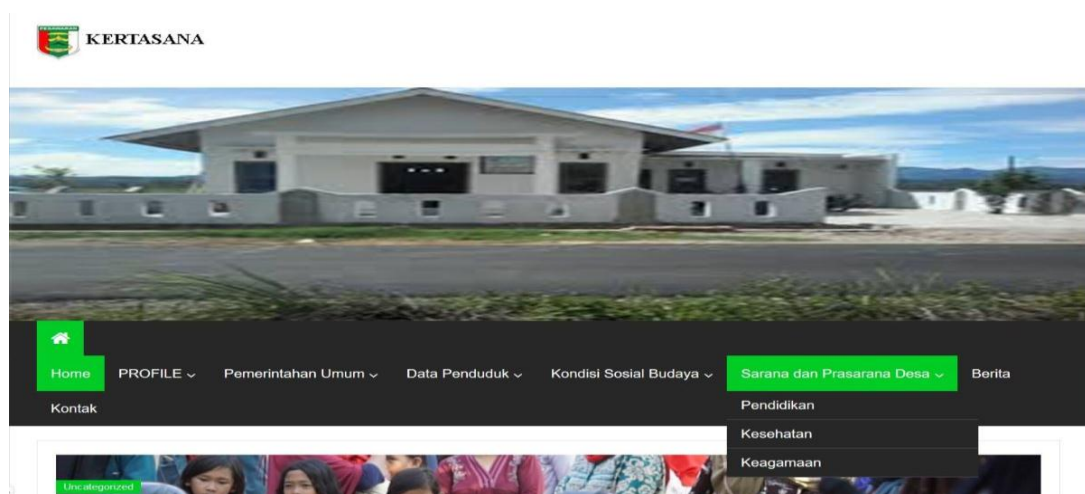 KERTASANA
Home PROFILE Pemerintahan Umum Data Penduduk Kondisi Sosial Budaya Sarana dan Prasarana Desa Berita
Kontak
Pendidikan
Kesehatan
Keagamaan
Uncategorized